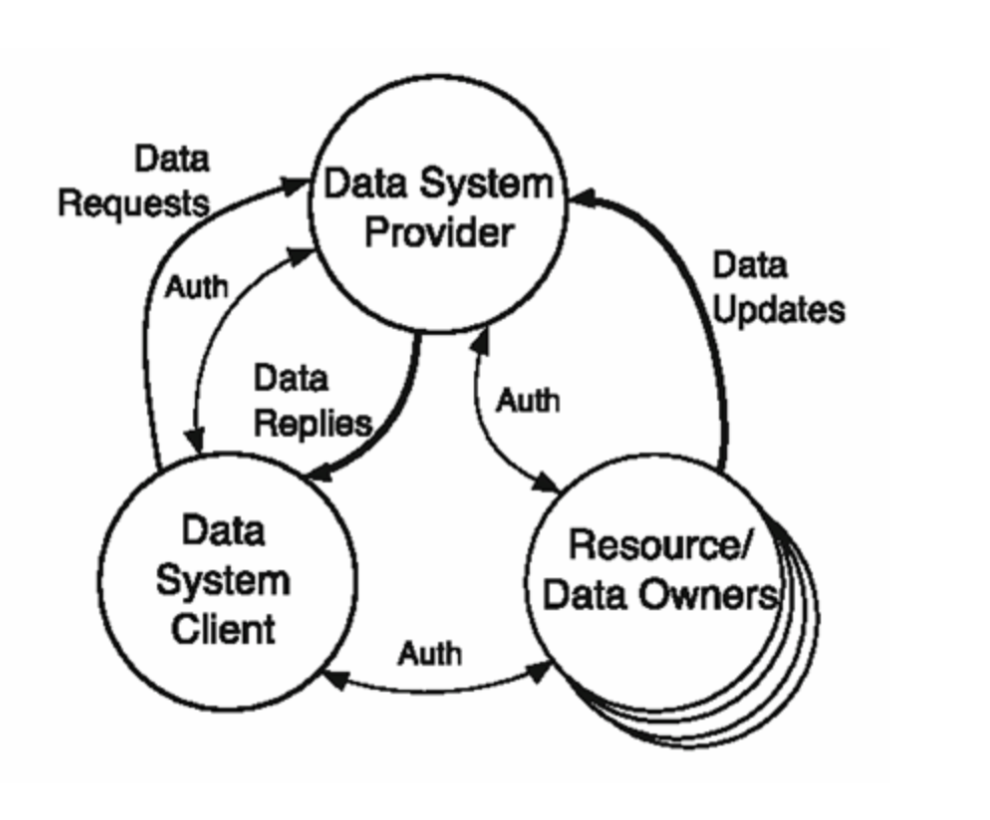 Data
Requests
Data System
Provider
Auth
Data
Updates
Data
Replies
Auth
Data
System
Client
Resource/
Data Owners
Auth